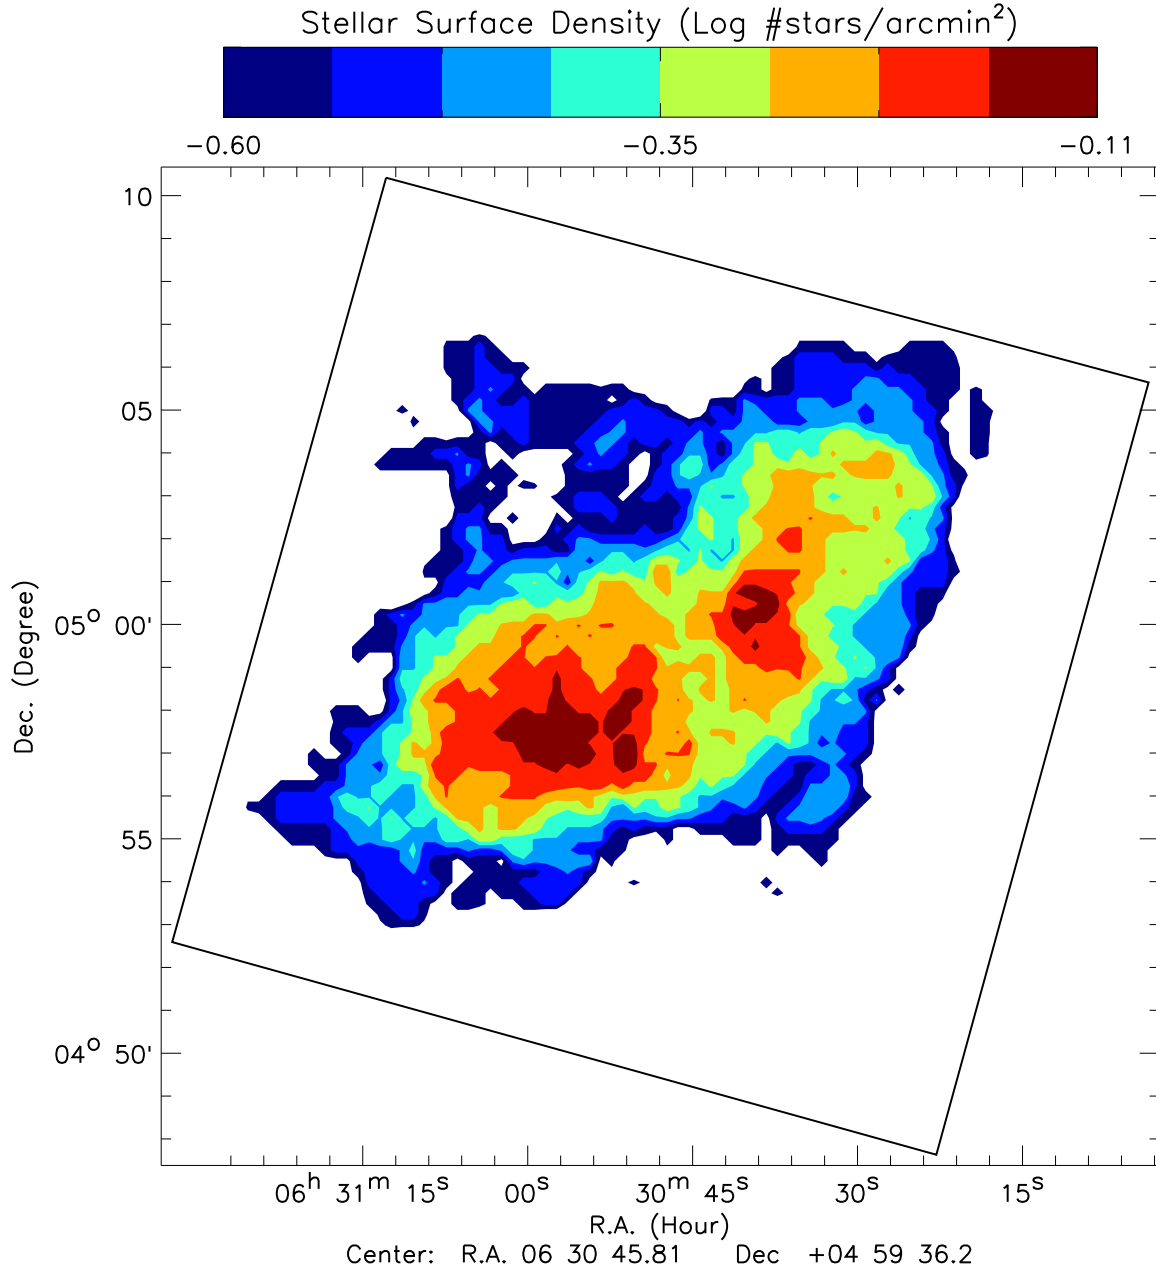 Stellar Surface Density (Log #stars/arcmin²)
−0.60 −0.35 −0.11
10
05
05° 00'
55
04° 50'
Dec. (Degree)
06ʰ 31ᵐ 15ˢ 00ˢ 30ᵐ 45ˢ 30ˢ 15ˢ
R.A. (Hour)
Center: R.A. 06 30 45.81 Dec +04 59 36.2